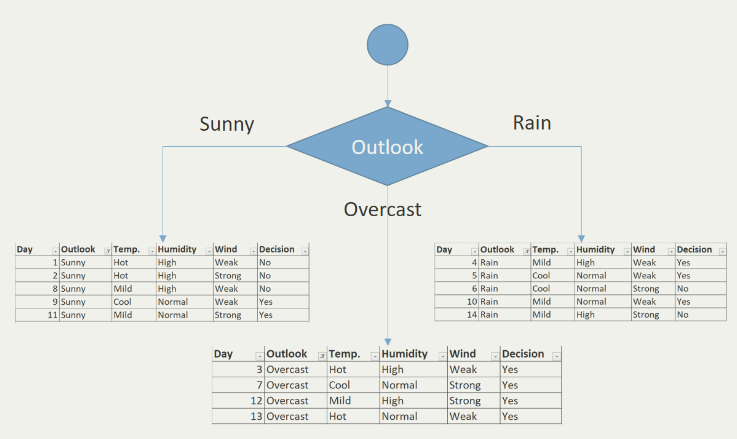 Sunny
Rain
Outlook
Overcast
Day Outlook Temp. Humidity Wind Decision
1 Sunny Hot High Weak No
2 Sunny Hot High Strong No
8 Sunny Mild High Weak No
9 Sunny Cool Normal Weak Yes
11 Sunny Mild Normal Strong Yes
Day Outlook Temp. Humidity Wind Decision
4 Rain Mild High Weak Yes
5 Rain Cool Normal Weak Yes
6 Rain Cool Normal Strong No
10 Rain Mild Normal Weak Yes
14 Rain Mild High Strong No
Day Outlook Temp. Humidity Wind Decision
3 Overcast Hot High Weak Yes
7 Overcast Cool Normal Strong Yes
12 Overcast Mild High Strong Yes
13 Overcast Hot Normal Weak Yes